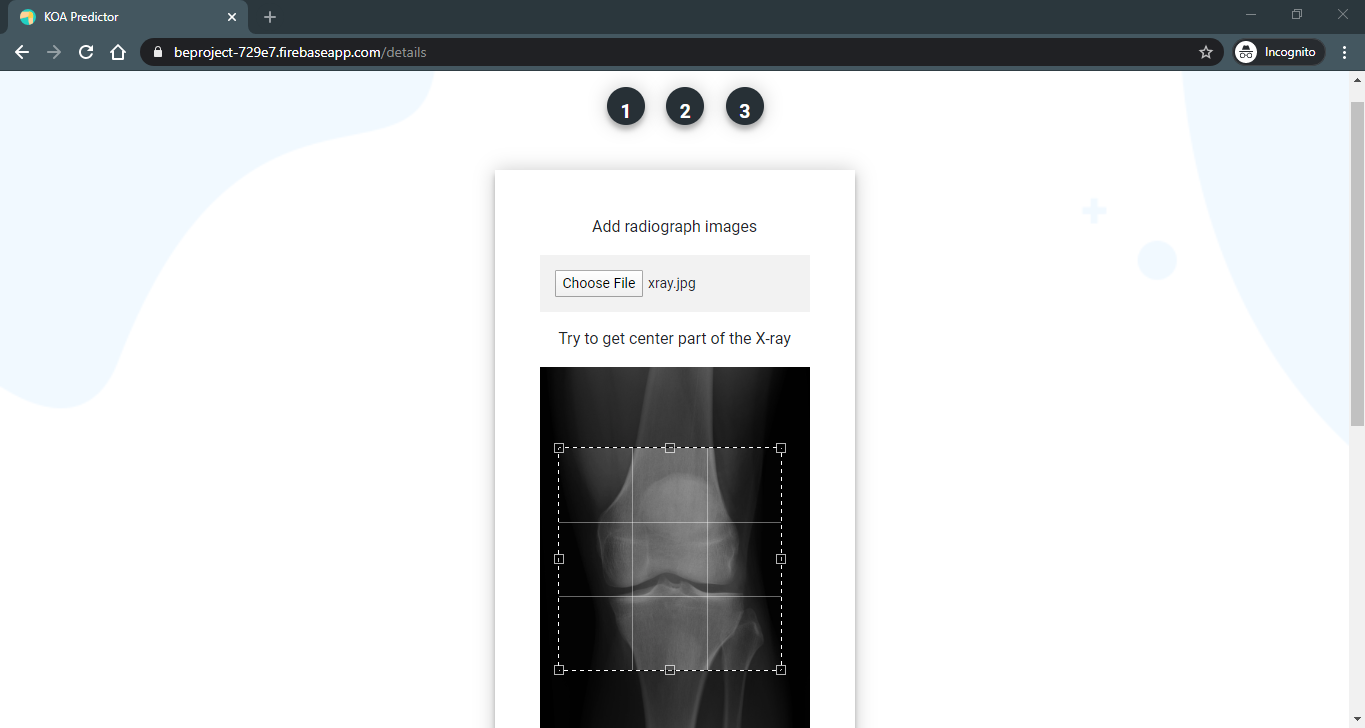 KOA Predictor
beproject-729e7.firebaseapp.com/details
Incognito
1 2 3
Add radiograph images
Choose File xray.jpg
Try to get center part of the X-ray